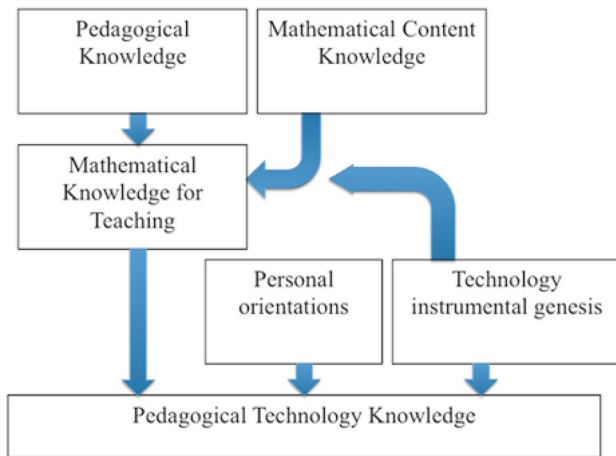 Pedagogical
Knowledge
Mathematical Content
Knowledge
Mathematical
Knowledge for
Teaching
Personal
orientations
Technology
instrumental genesis
Pedagogical Technology Knowledge